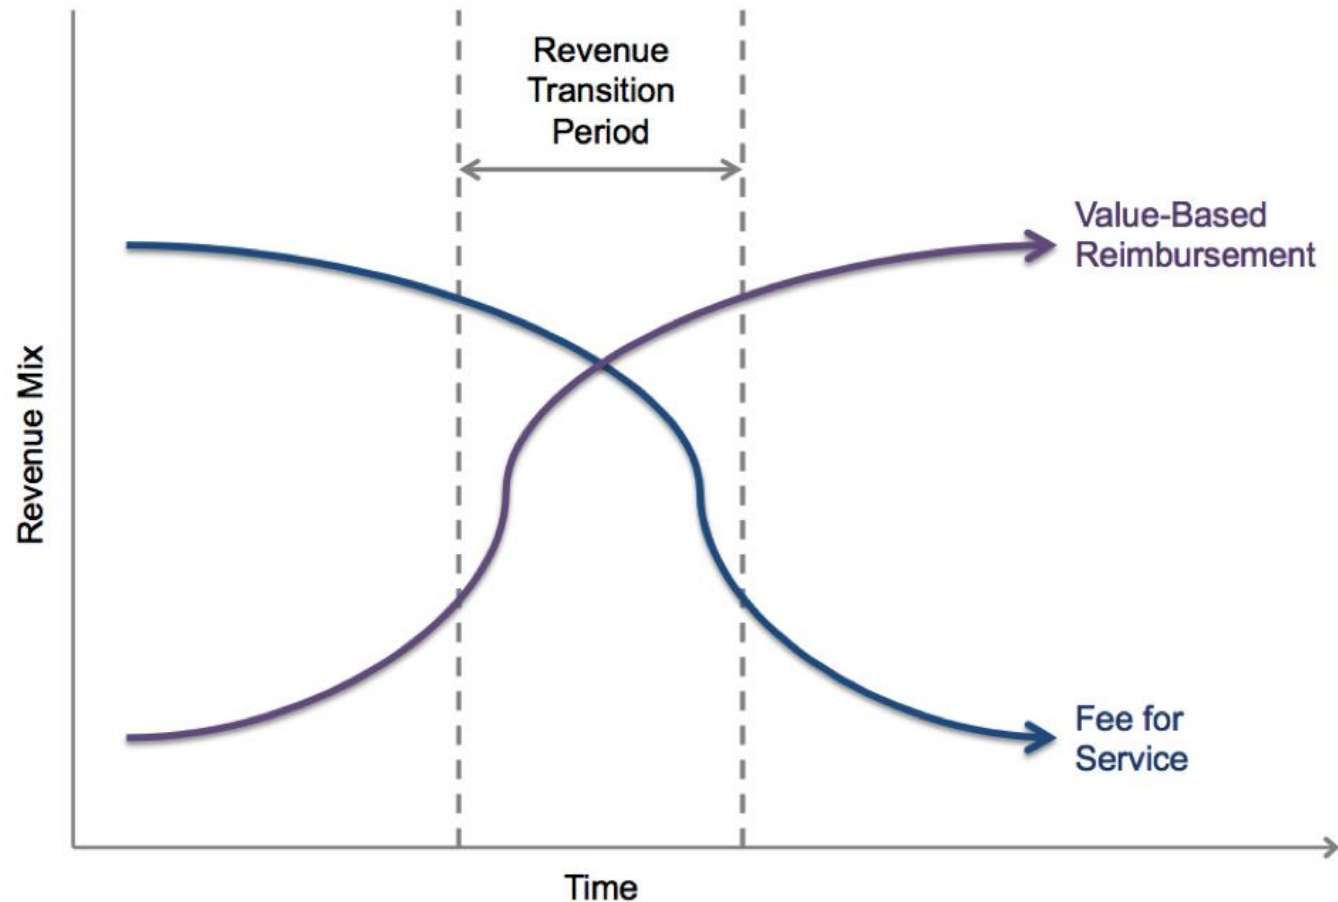 Revenue
Transition
Period
Value-Based
Reimbursement
Revenue Mix
Fee for
Service
Time